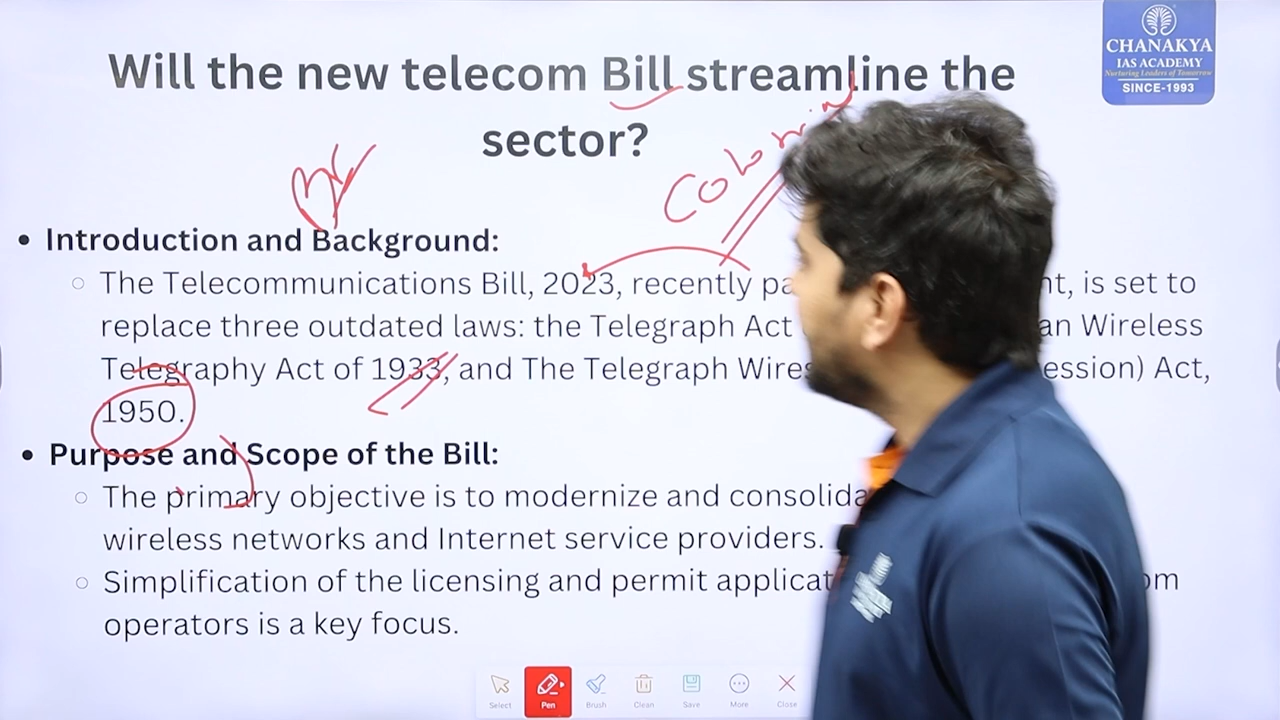 CHANAKYA
IAS ACADEMY
Nurturing Leaders of Tomorrow
SINCE-1993
Will the new telecom Bill streamline the
sector?
• Introduction and Background:
The Telecommunications Bill, 2023, recently pa nt, is set to
replace three outdated laws: the Telegraph Act an Wireless
Telegraphy Act of 1933, and The Telegraph Wires ession) Act,
1950.
• Purpose and Scope of the Bill:
The primary objective is to modernize and consolida
wireless networks and Internet service providers.
Simplification of the licensing and permit applicat om
operators is a key focus.
Select Pen Brush Clean Save More Close